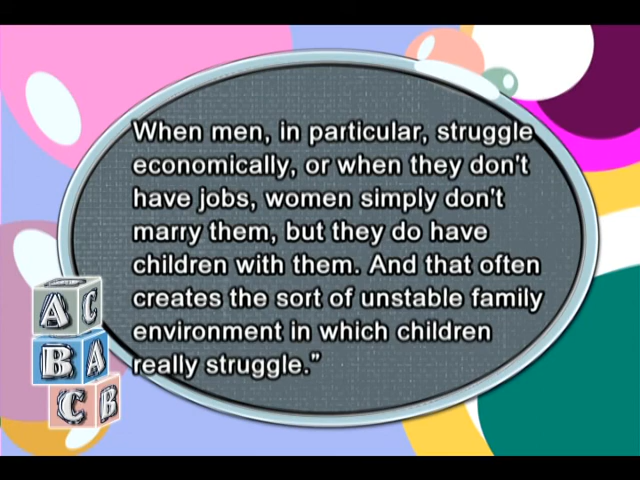 When men, in particular, struggle
economically, or when they don't
have jobs, women simply don't
marry them, but they do have
children with them. And that often
creates the sort of unstable family
environment in which children
really struggle.”
A C
B A
C B